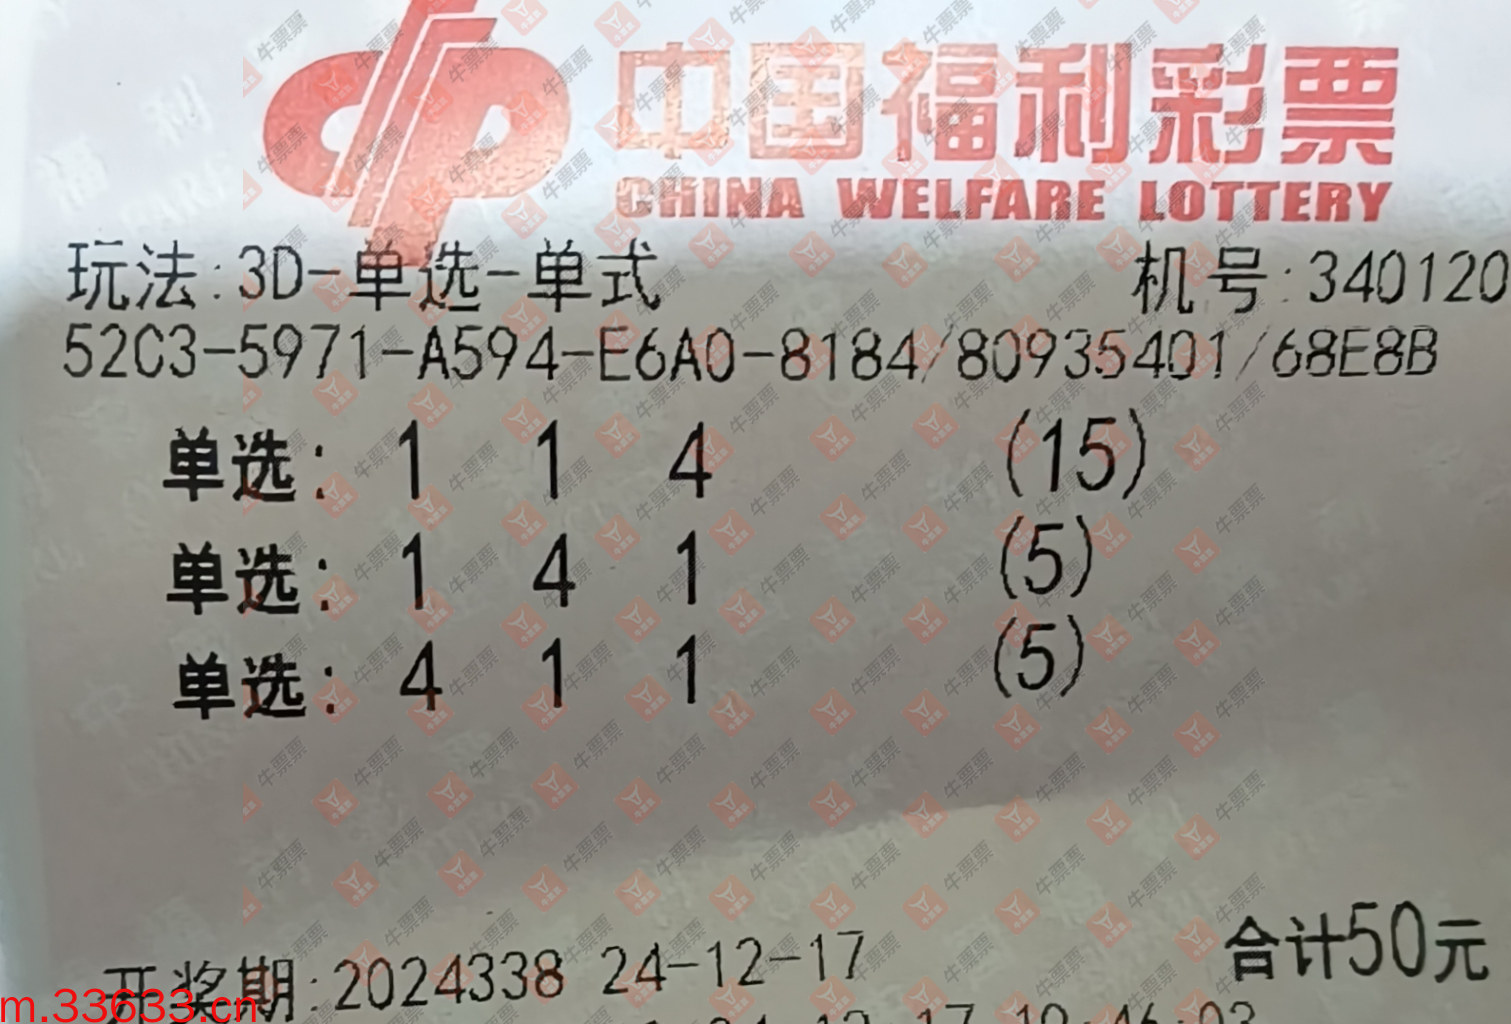 中国福利彩票
CHINA WELFARE LOTTERY
玩法:3D-单选-单式 机号:340120
52C3-5971-A594-E6A0-8184/80935401/68E8B
单选: 1 1 4 (15)
单选: 1 4 1 (5)
单选: 4 1 1 (5)
合计50元
开奖期:2024338 24-12-17
m.33633.cn
牛票票